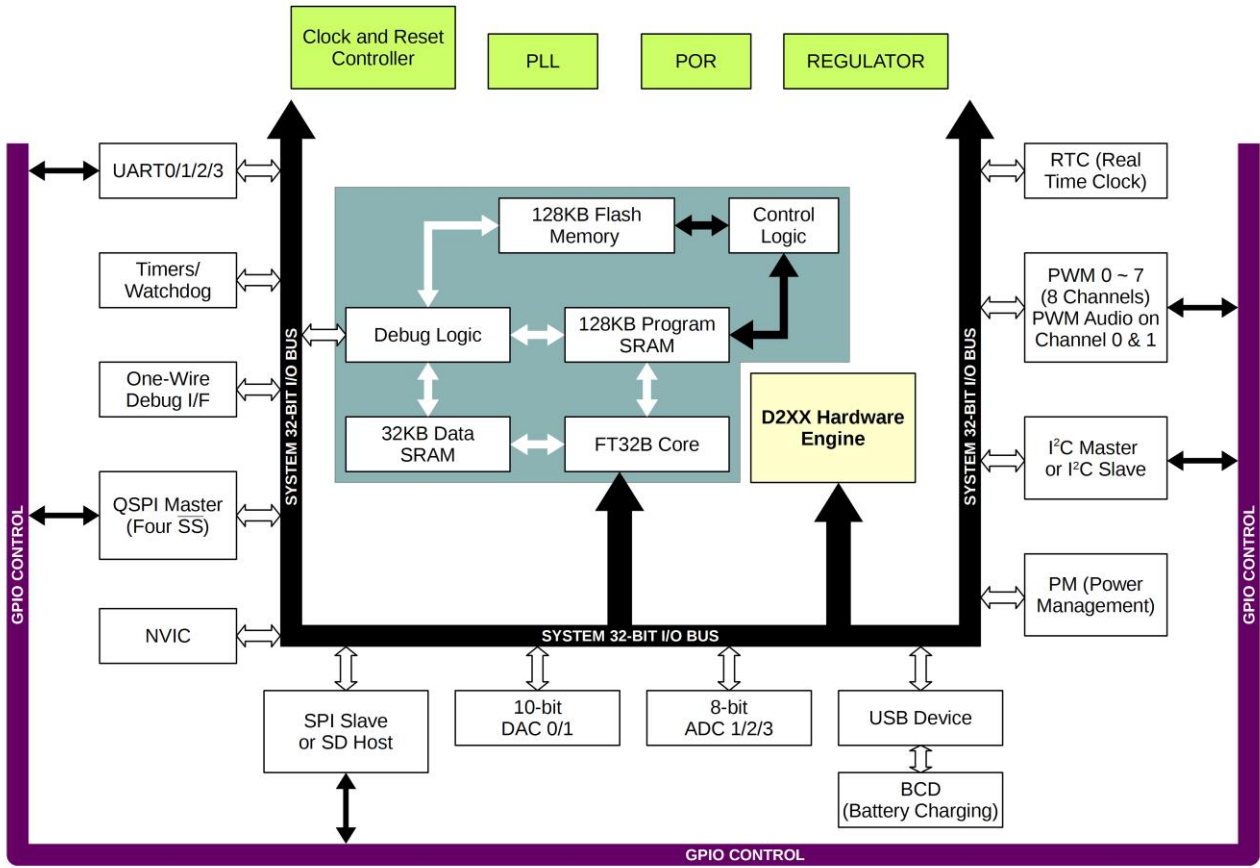 Clock and Reset
Controller
PLL
POR
REGULATOR
UART0/1/2/3
RTC (Real
Time Clock)
128KB Flash
Memory
Control
Logic
Timers/
Watchdog
PWM 0 ~ 7
(8 Channels)
PWM Audio on
Channel 0 & 1
Debug Logic
128KB Program
SRAM
SYSTEM 32-BIT I/O BUS
SYSTEM 32-BIT I/O BUS
One-Wire
Debug I/F
D2XX Hardware
Engine
32KB Data
SRAM
FT32B Core
I²C Master
or I²C Slave
QSPI Master
(Four S̅S̅)
GPIO CONTROL
GPIO CONTROL
PM (Power
Management)
NVIC
SYSTEM 32-BIT I/O BUS
SPI Slave
or SD Host
10-bit
DAC 0/1
8-bit
ADC 1/2/3
USB Device
BCD
(Battery Charging)
GPIO CONTROL